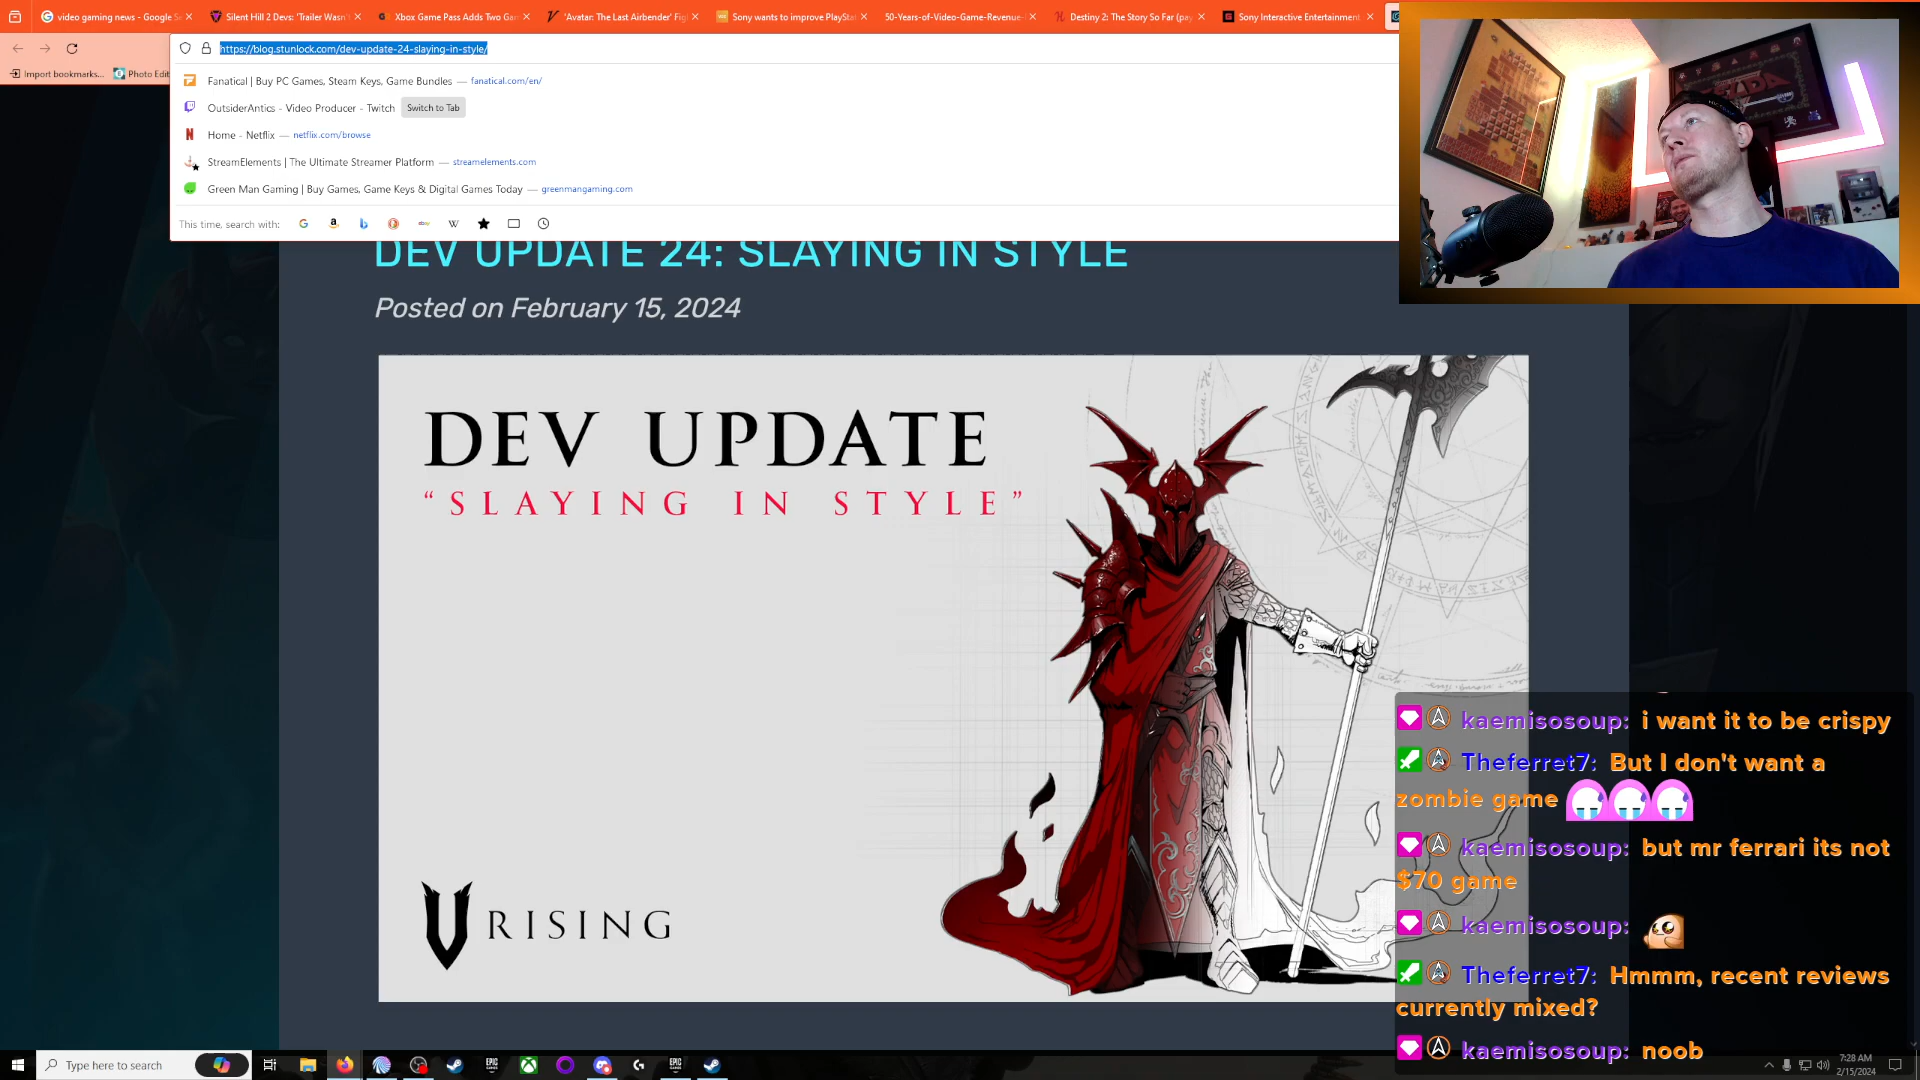 video gaming news - Google S
Silent Hill 2 Devs: 'Trailer Wasn'
Xbox Game Pass Adds Two Gam
'Avatar: The Last Airbender' Fig
Sony wants to improve PlaySta
50-Years-of-Video-Game-Revenue-
Destiny 2: The Story So Far (pay
Sony Interactive Entertainment
https://blog.stunlock.com/dev-update-24-slaying-in-style/
Import bookmarks...
Photo Edit
Fanatical | Buy PC Games, Steam Keys, Game Bundles — fanatical.com/en/
OutsiderAntics - Video Producer - Twitch Switch to Tab
Home - Netflix — netflix.com/browse
StreamElements | The Ultimate Streamer Platform — streamelements.com
Green Man Gaming | Buy Games, Game Keys & Digital Games Today — greenmangaming.com
This time, search with:
DEV UPDATE 24: SLAYING IN STYLE
Posted on February 15, 2024
DEV UPDATE
“SLAYING IN STYLE”
V RISING
kaemisosoup: i want it to be crispy
Theferret7: But I don't want a
zombie game
kaemisosoup: but mr ferrari its not
$70 game
kaemisosoup:
Theferret7: Hmmm, recent reviews
currently mixed?
kaemisosoup: noob
Type here to search
7:28 AM
2/15/2024